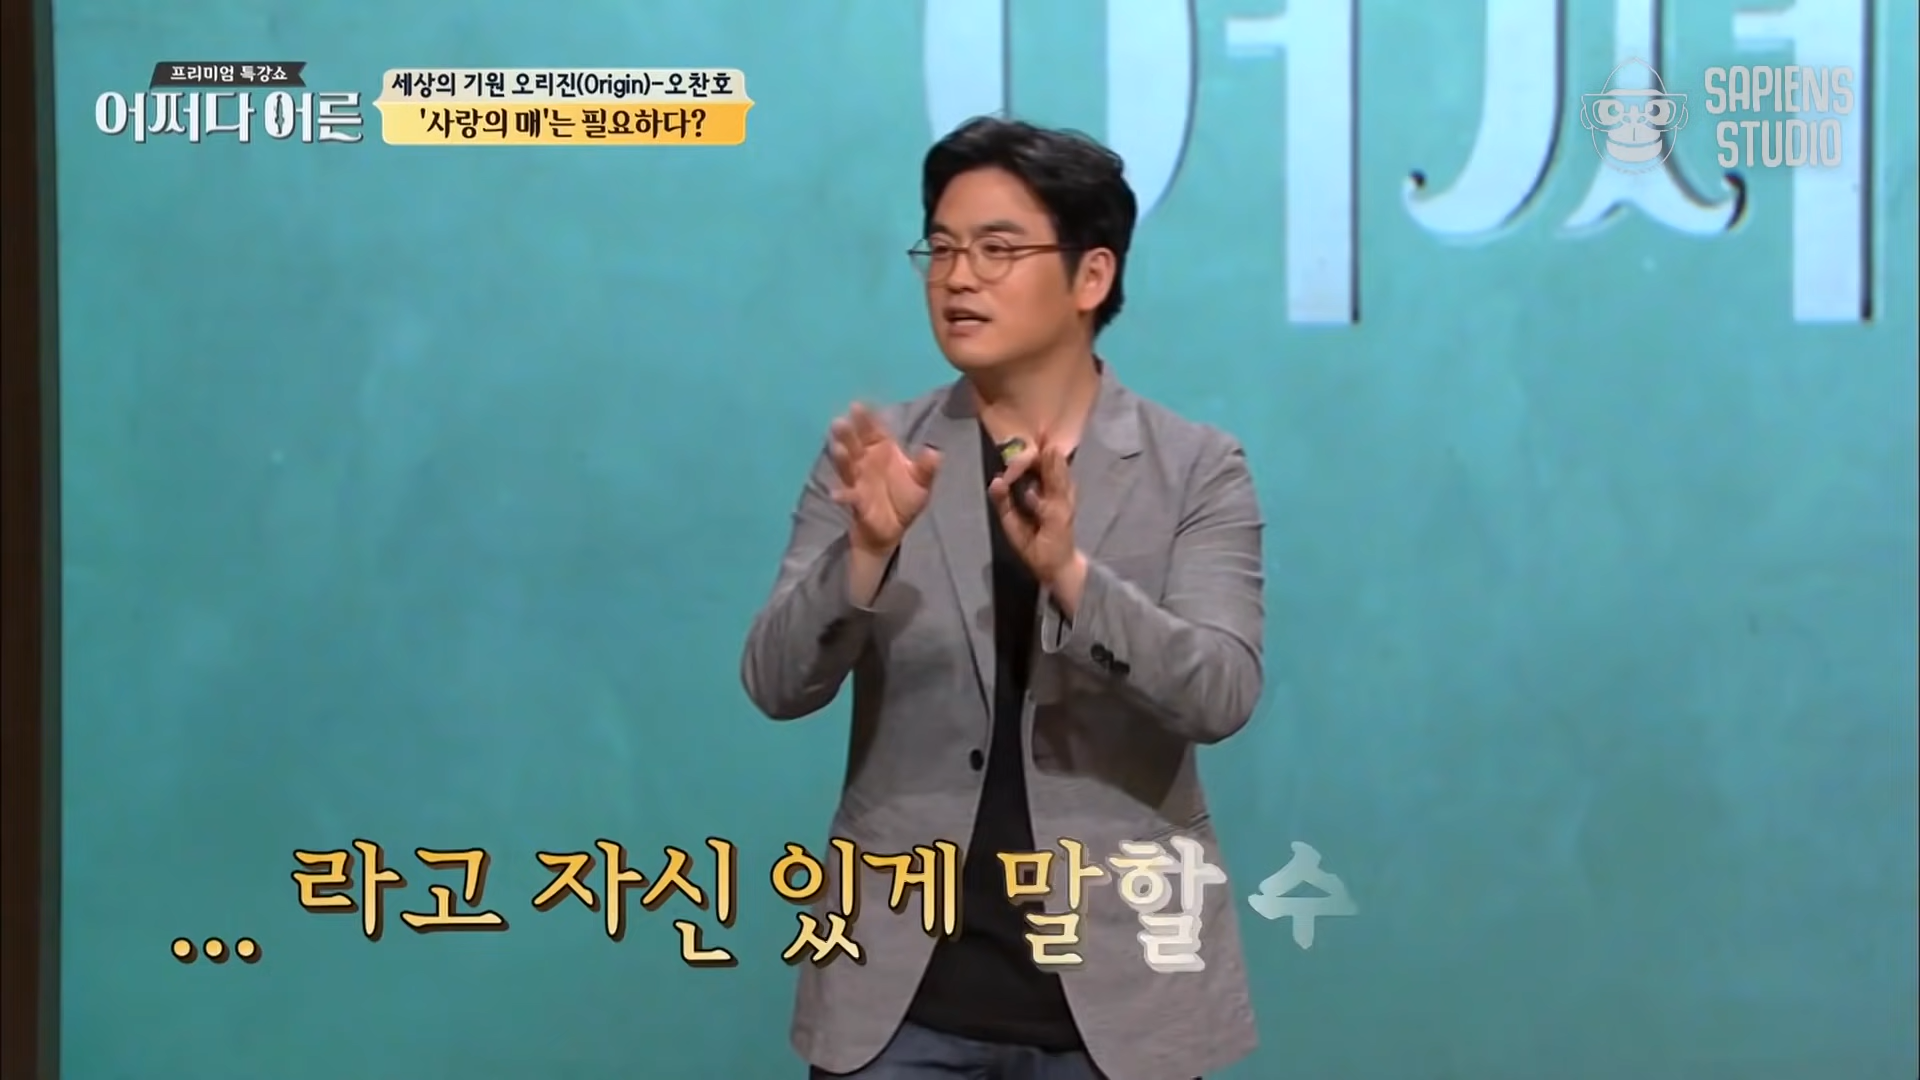 프리미엄 특강쇼
어쩌다 어른
세상의 기원 오리진(Origin)-오찬호
'사랑의 매'는 필요하다?
SAPIENS
STUDIO
... 라고 자신 있게 말할 수